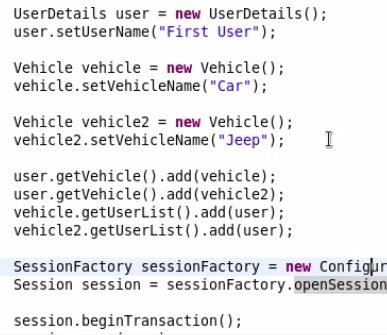 UserDetails user = new UserDetails();
user.setUserName("First User");
Vehicle vehicle = new Vehicle();
vehicle.setVehicleName("Car");
Vehicle vehicle2 = new Vehicle();
vehicle2.setVehicleName("Jeep");
user.getVehicle().add(vehicle);
user.getVehicle().add(vehicle2);
vehicle.getUserList().add(user);
vehicle2.getUserList().add(user);
SessionFactory sessionFactory = new Configur
Session session = sessionFactory.openSession
session.beginTransaction();